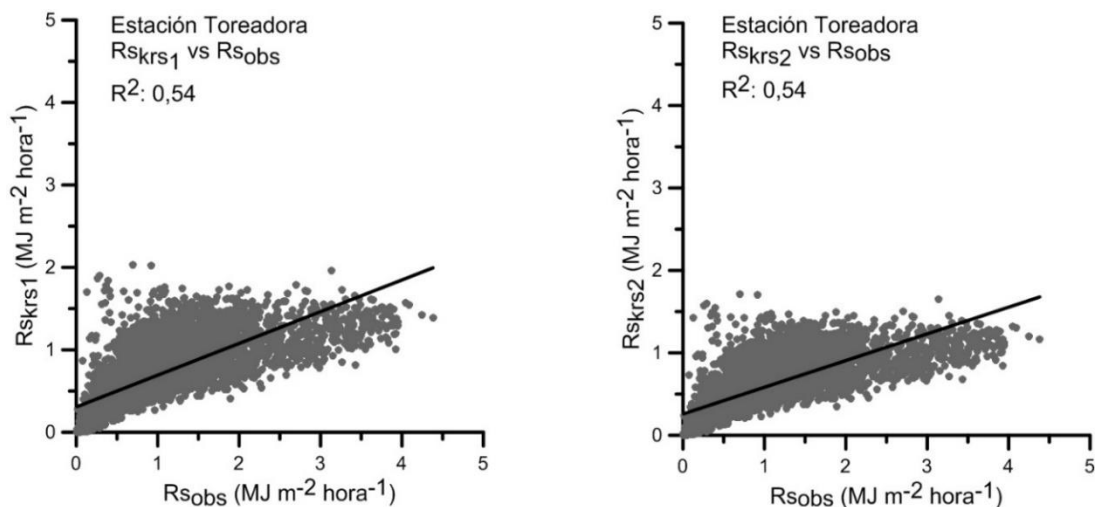 Estación Toreadora
Rskrs1 vs Rsobs
R2: 0,54
Rskrs1 (MJ m-2 hora-1)
5
4
3
2
1
0
0 1 2 3 4 5
Rsobs (MJ m-2 hora-1)
Estación Toreadora
Rskrs2 vs Rsobs
R2: 0,54
Rskrs2 (MJ m-2 hora-1)
5
4
3
2
1
0
0 1 2 3 4 5
Rsobs (MJ m-2 hora-1)